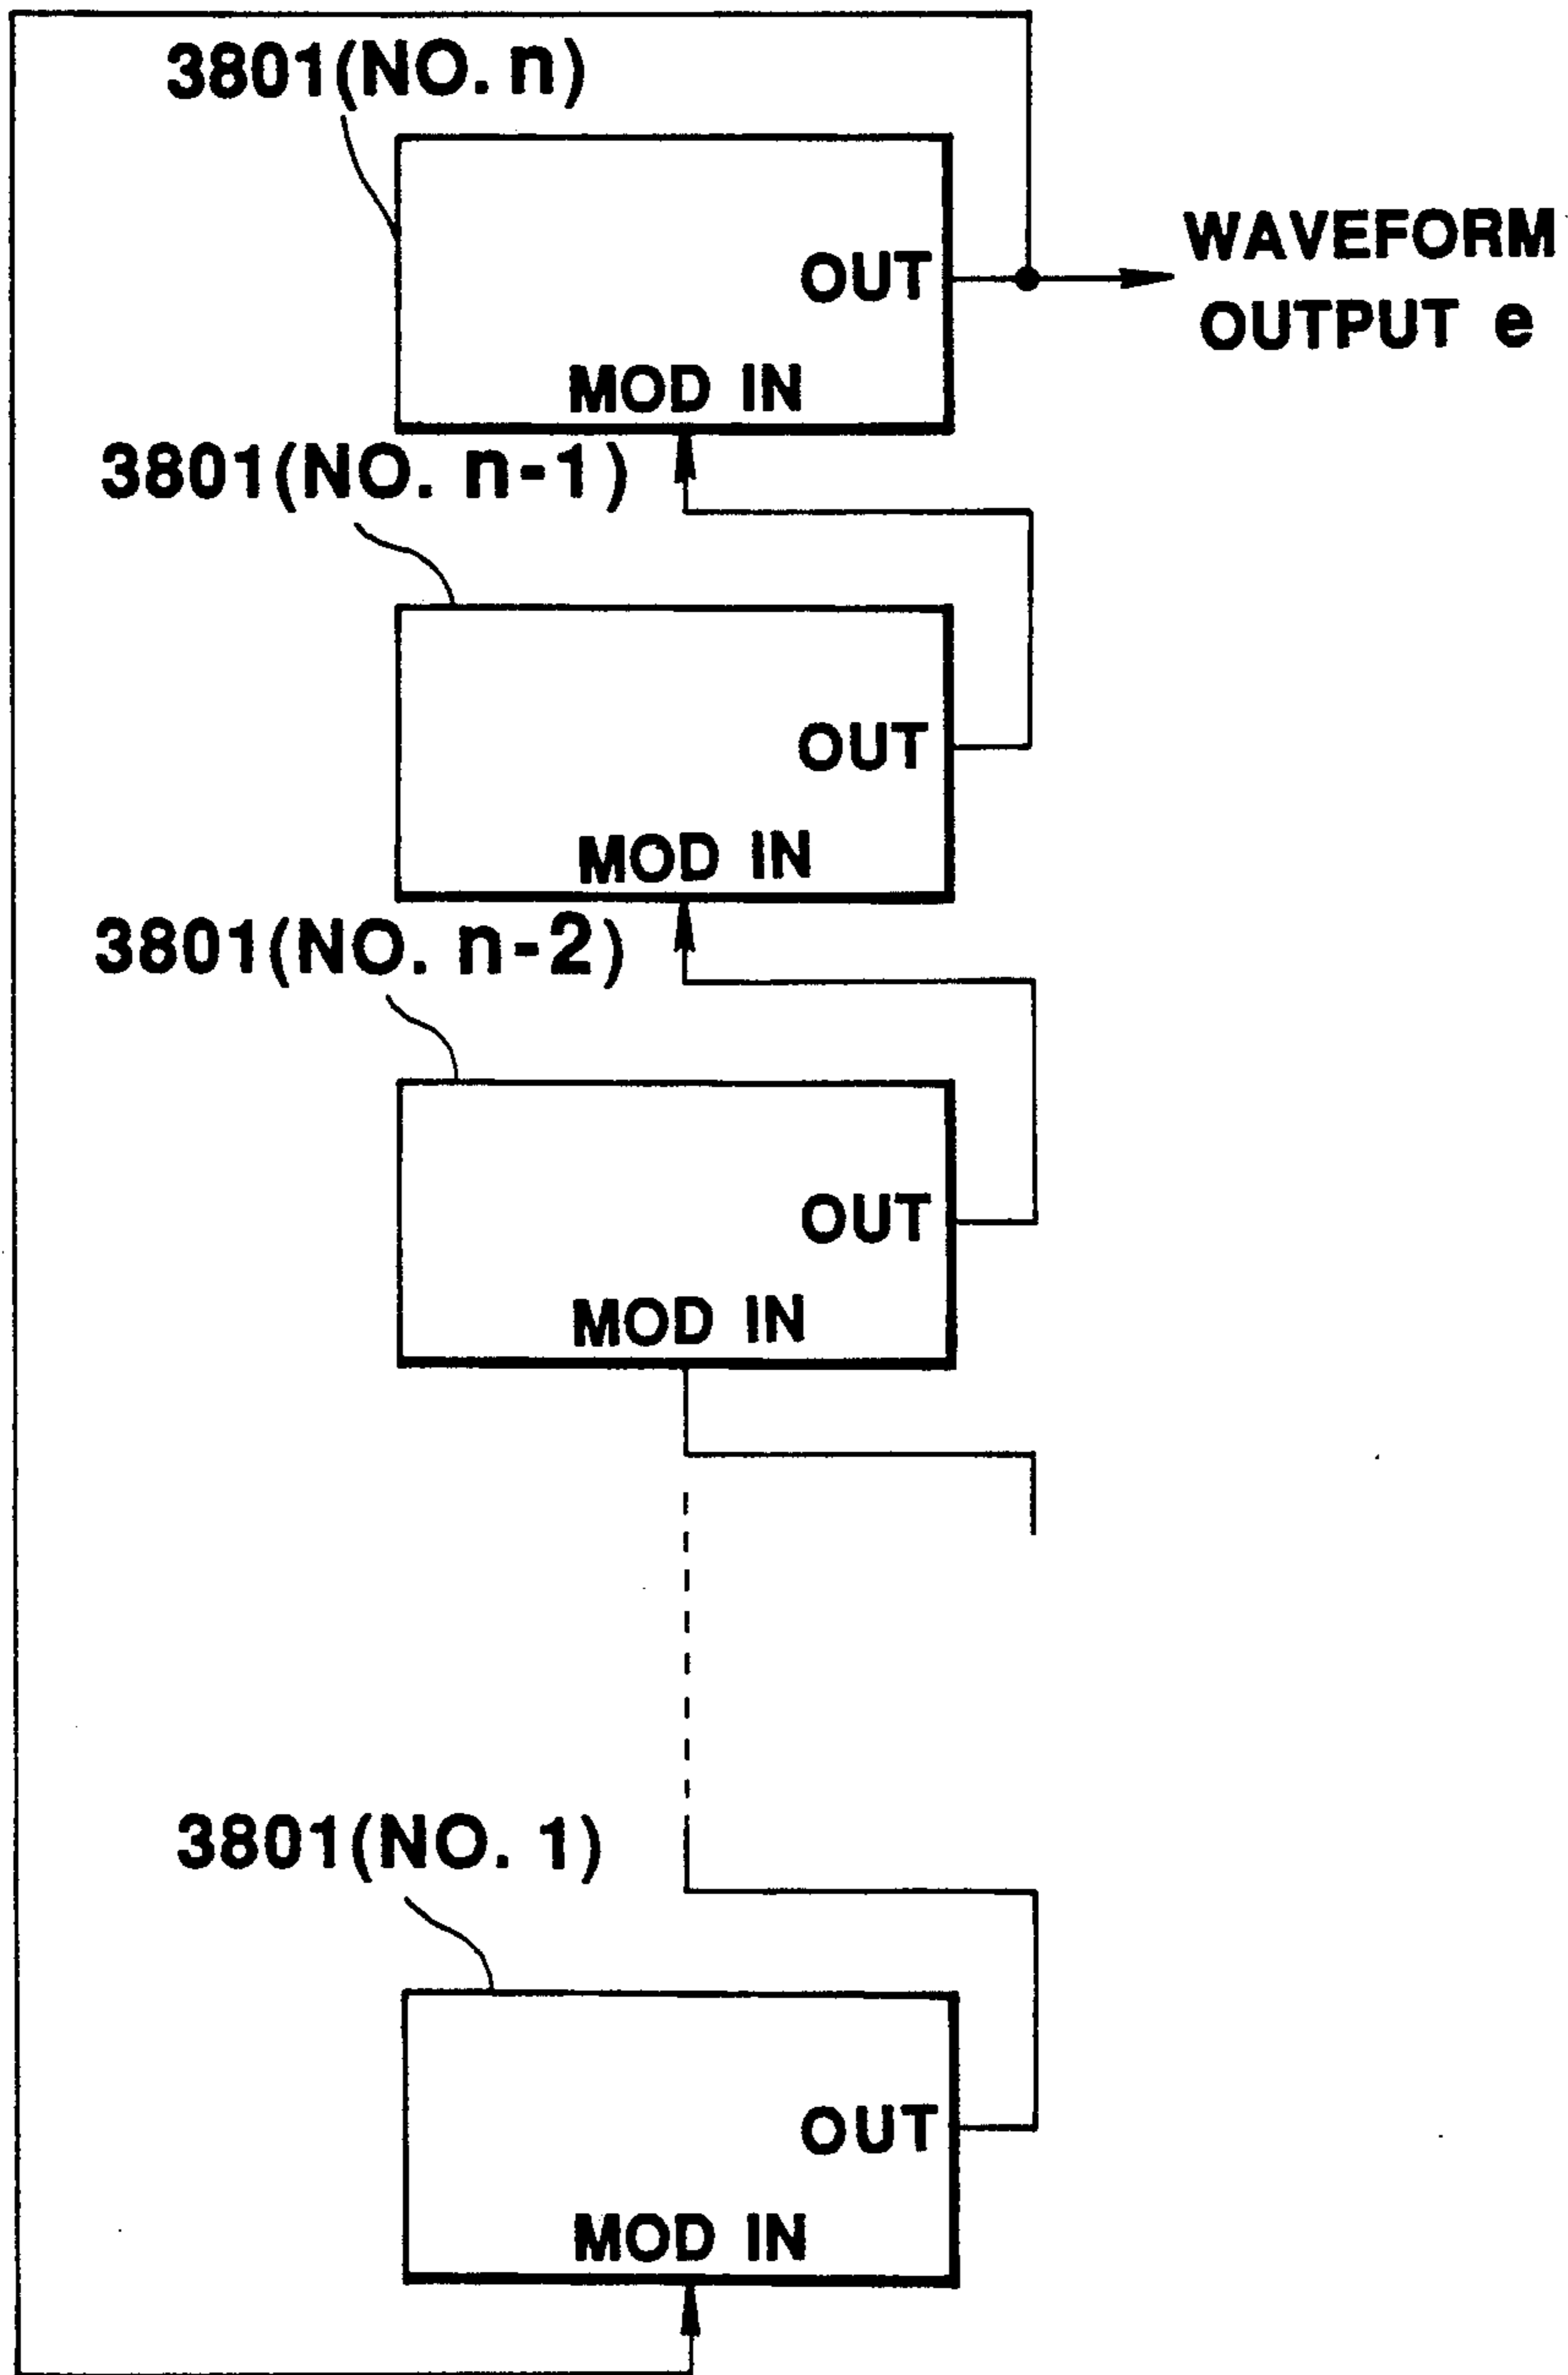 3801(NO. n)
OUT
WAVEFORM
OUTPUT e
MOD IN
3801(NO. n-1)
OUT
MOD IN
3801(NO. n-2)
OUT
MOD IN
3801(NO. 1)
OUT
MOD IN